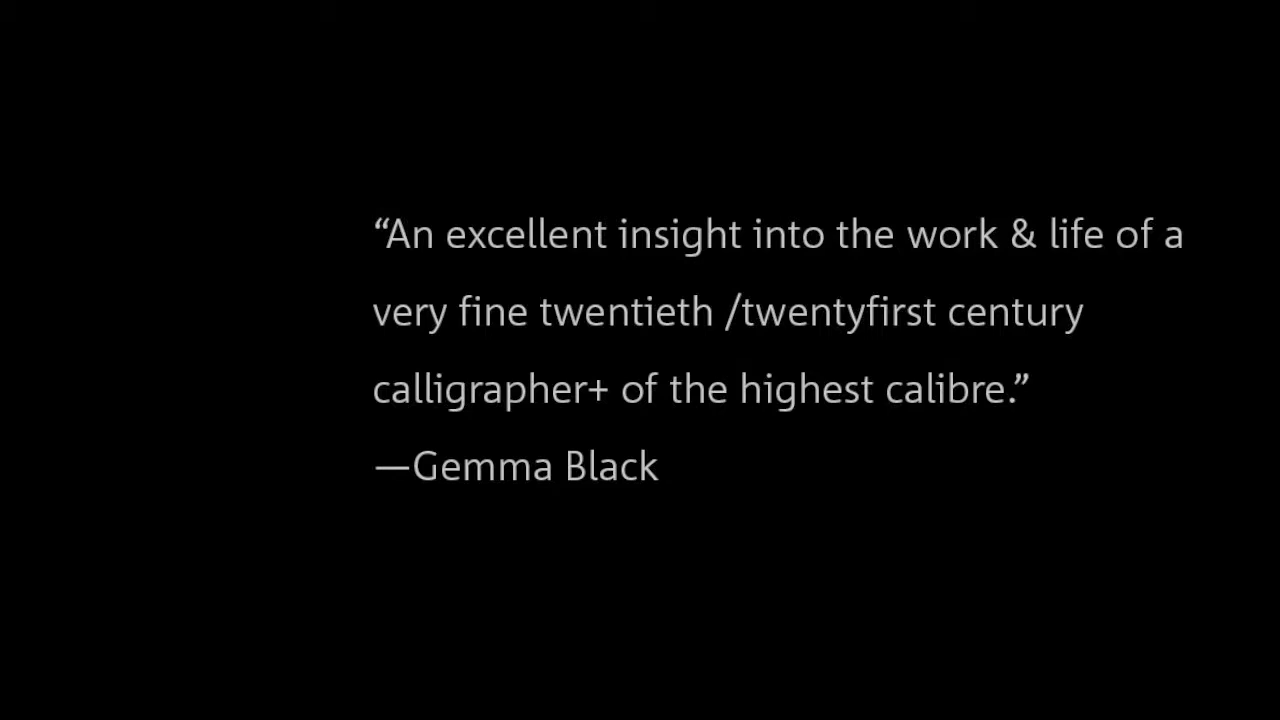 “An excellent insight into the work & life of a
very fine twentieth /twentyfirst century
calligrapher+ of the highest calibre.”
—Gemma Black